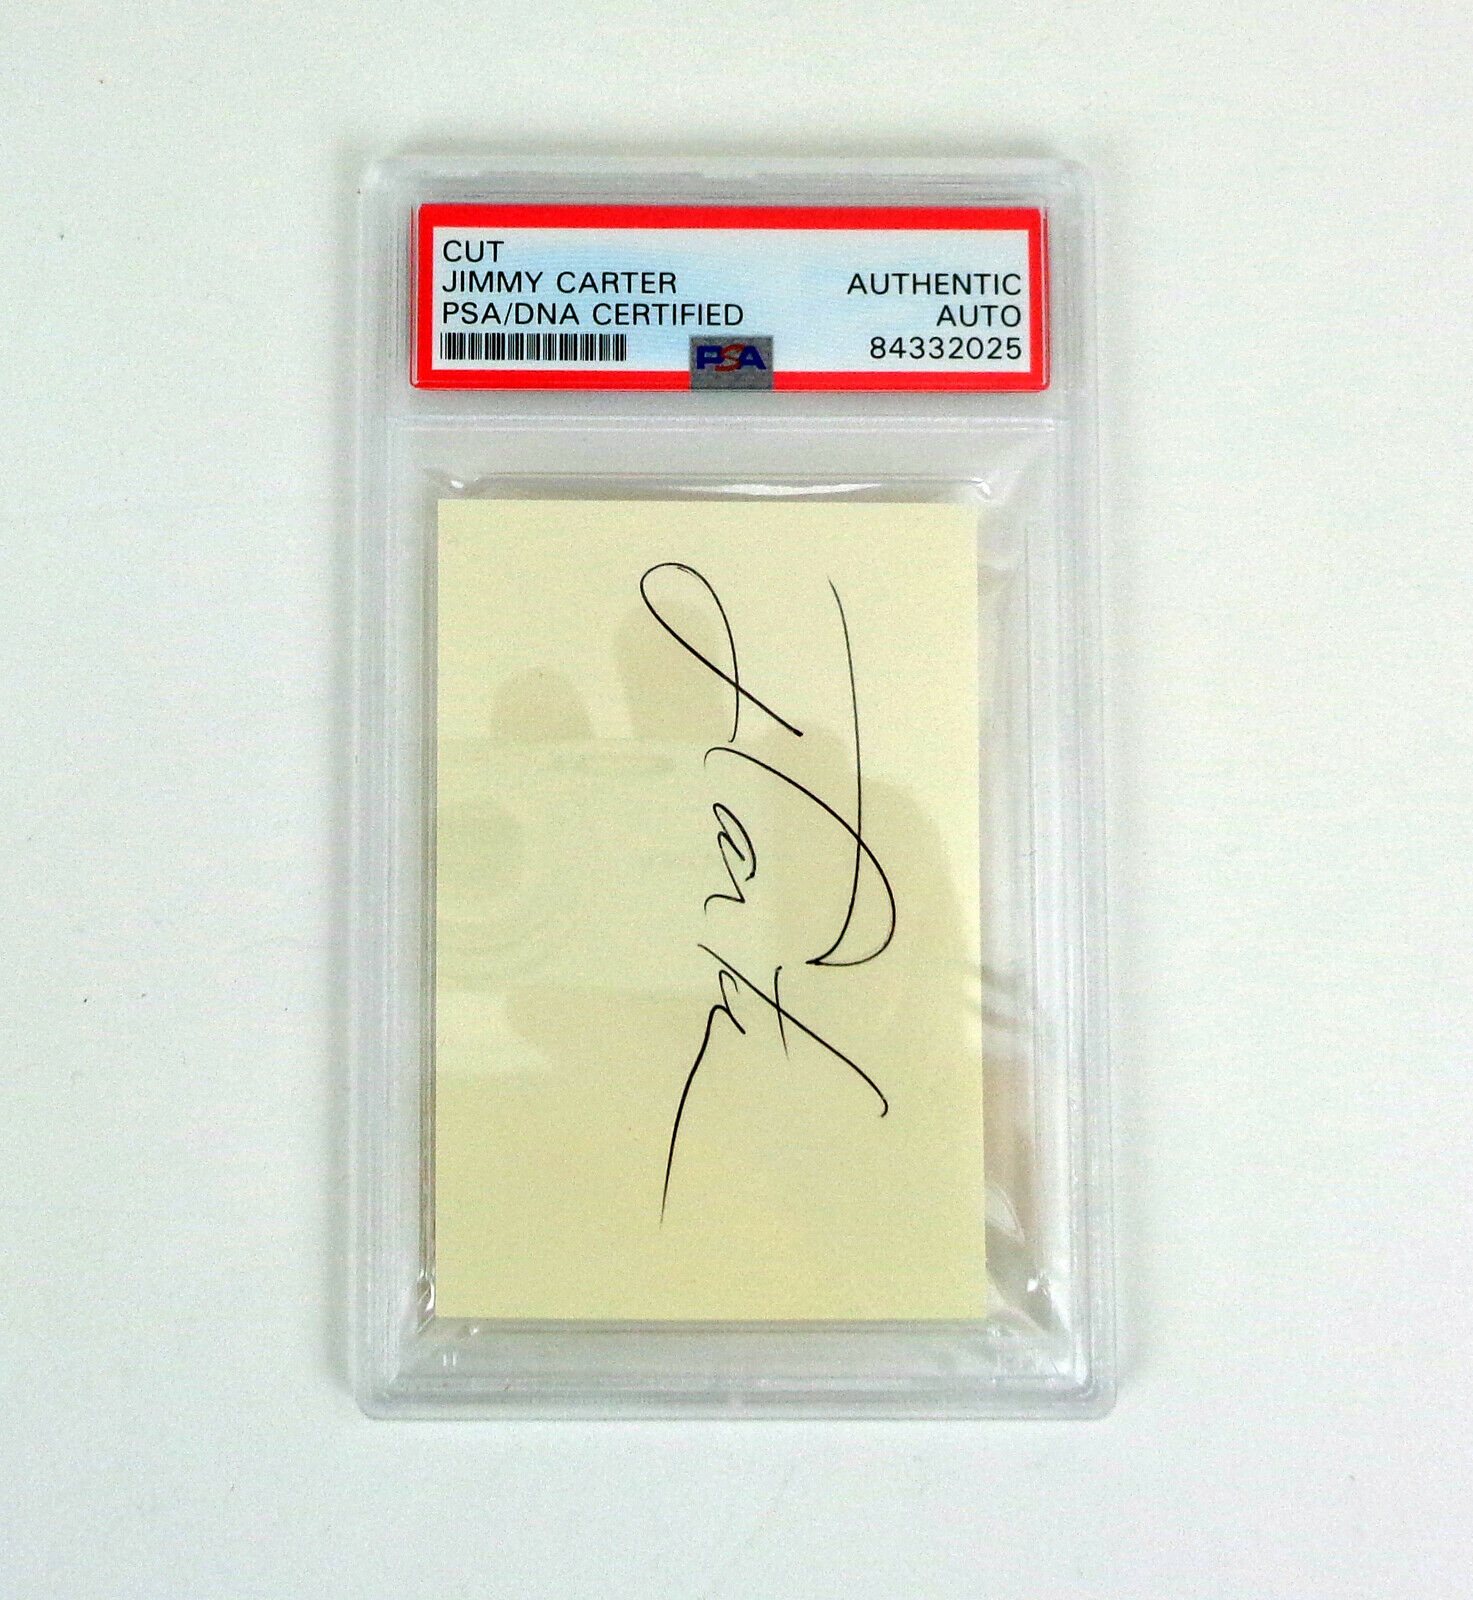 CUT
JIMMY CARTER
PSA/DNA CERTIFIED
AUTHENTIC
AUTO
84332025
PSA
J Carter